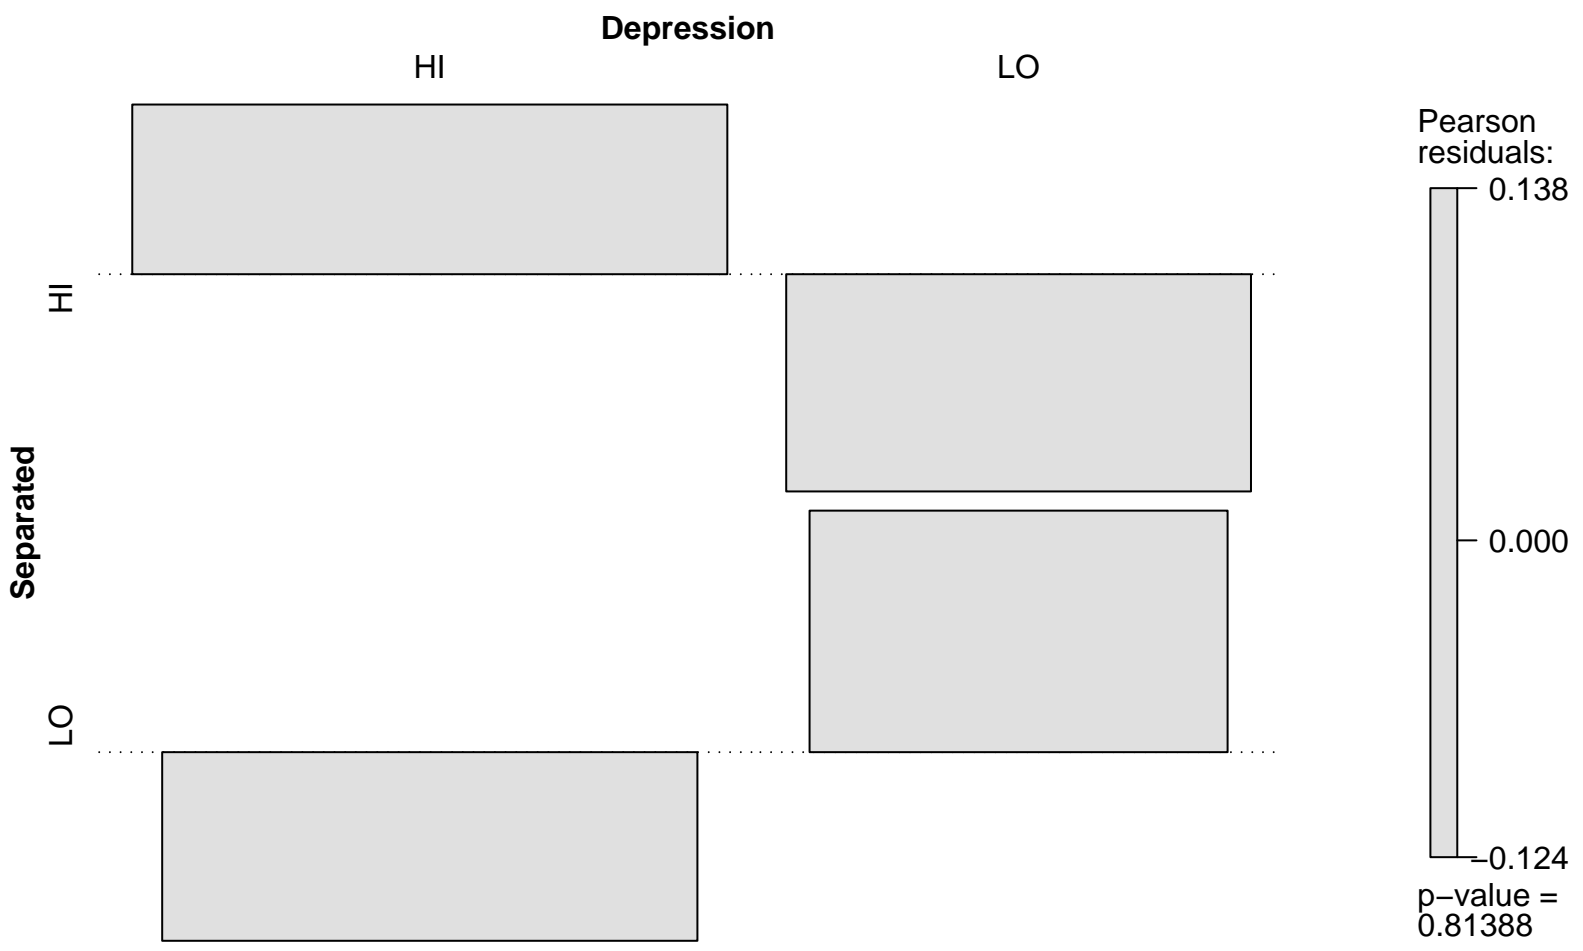 Depression
HI LO
HI
Separated
LO
Pearson
residuals:
0.138
0.000
−0.124
p−value =
0.81388